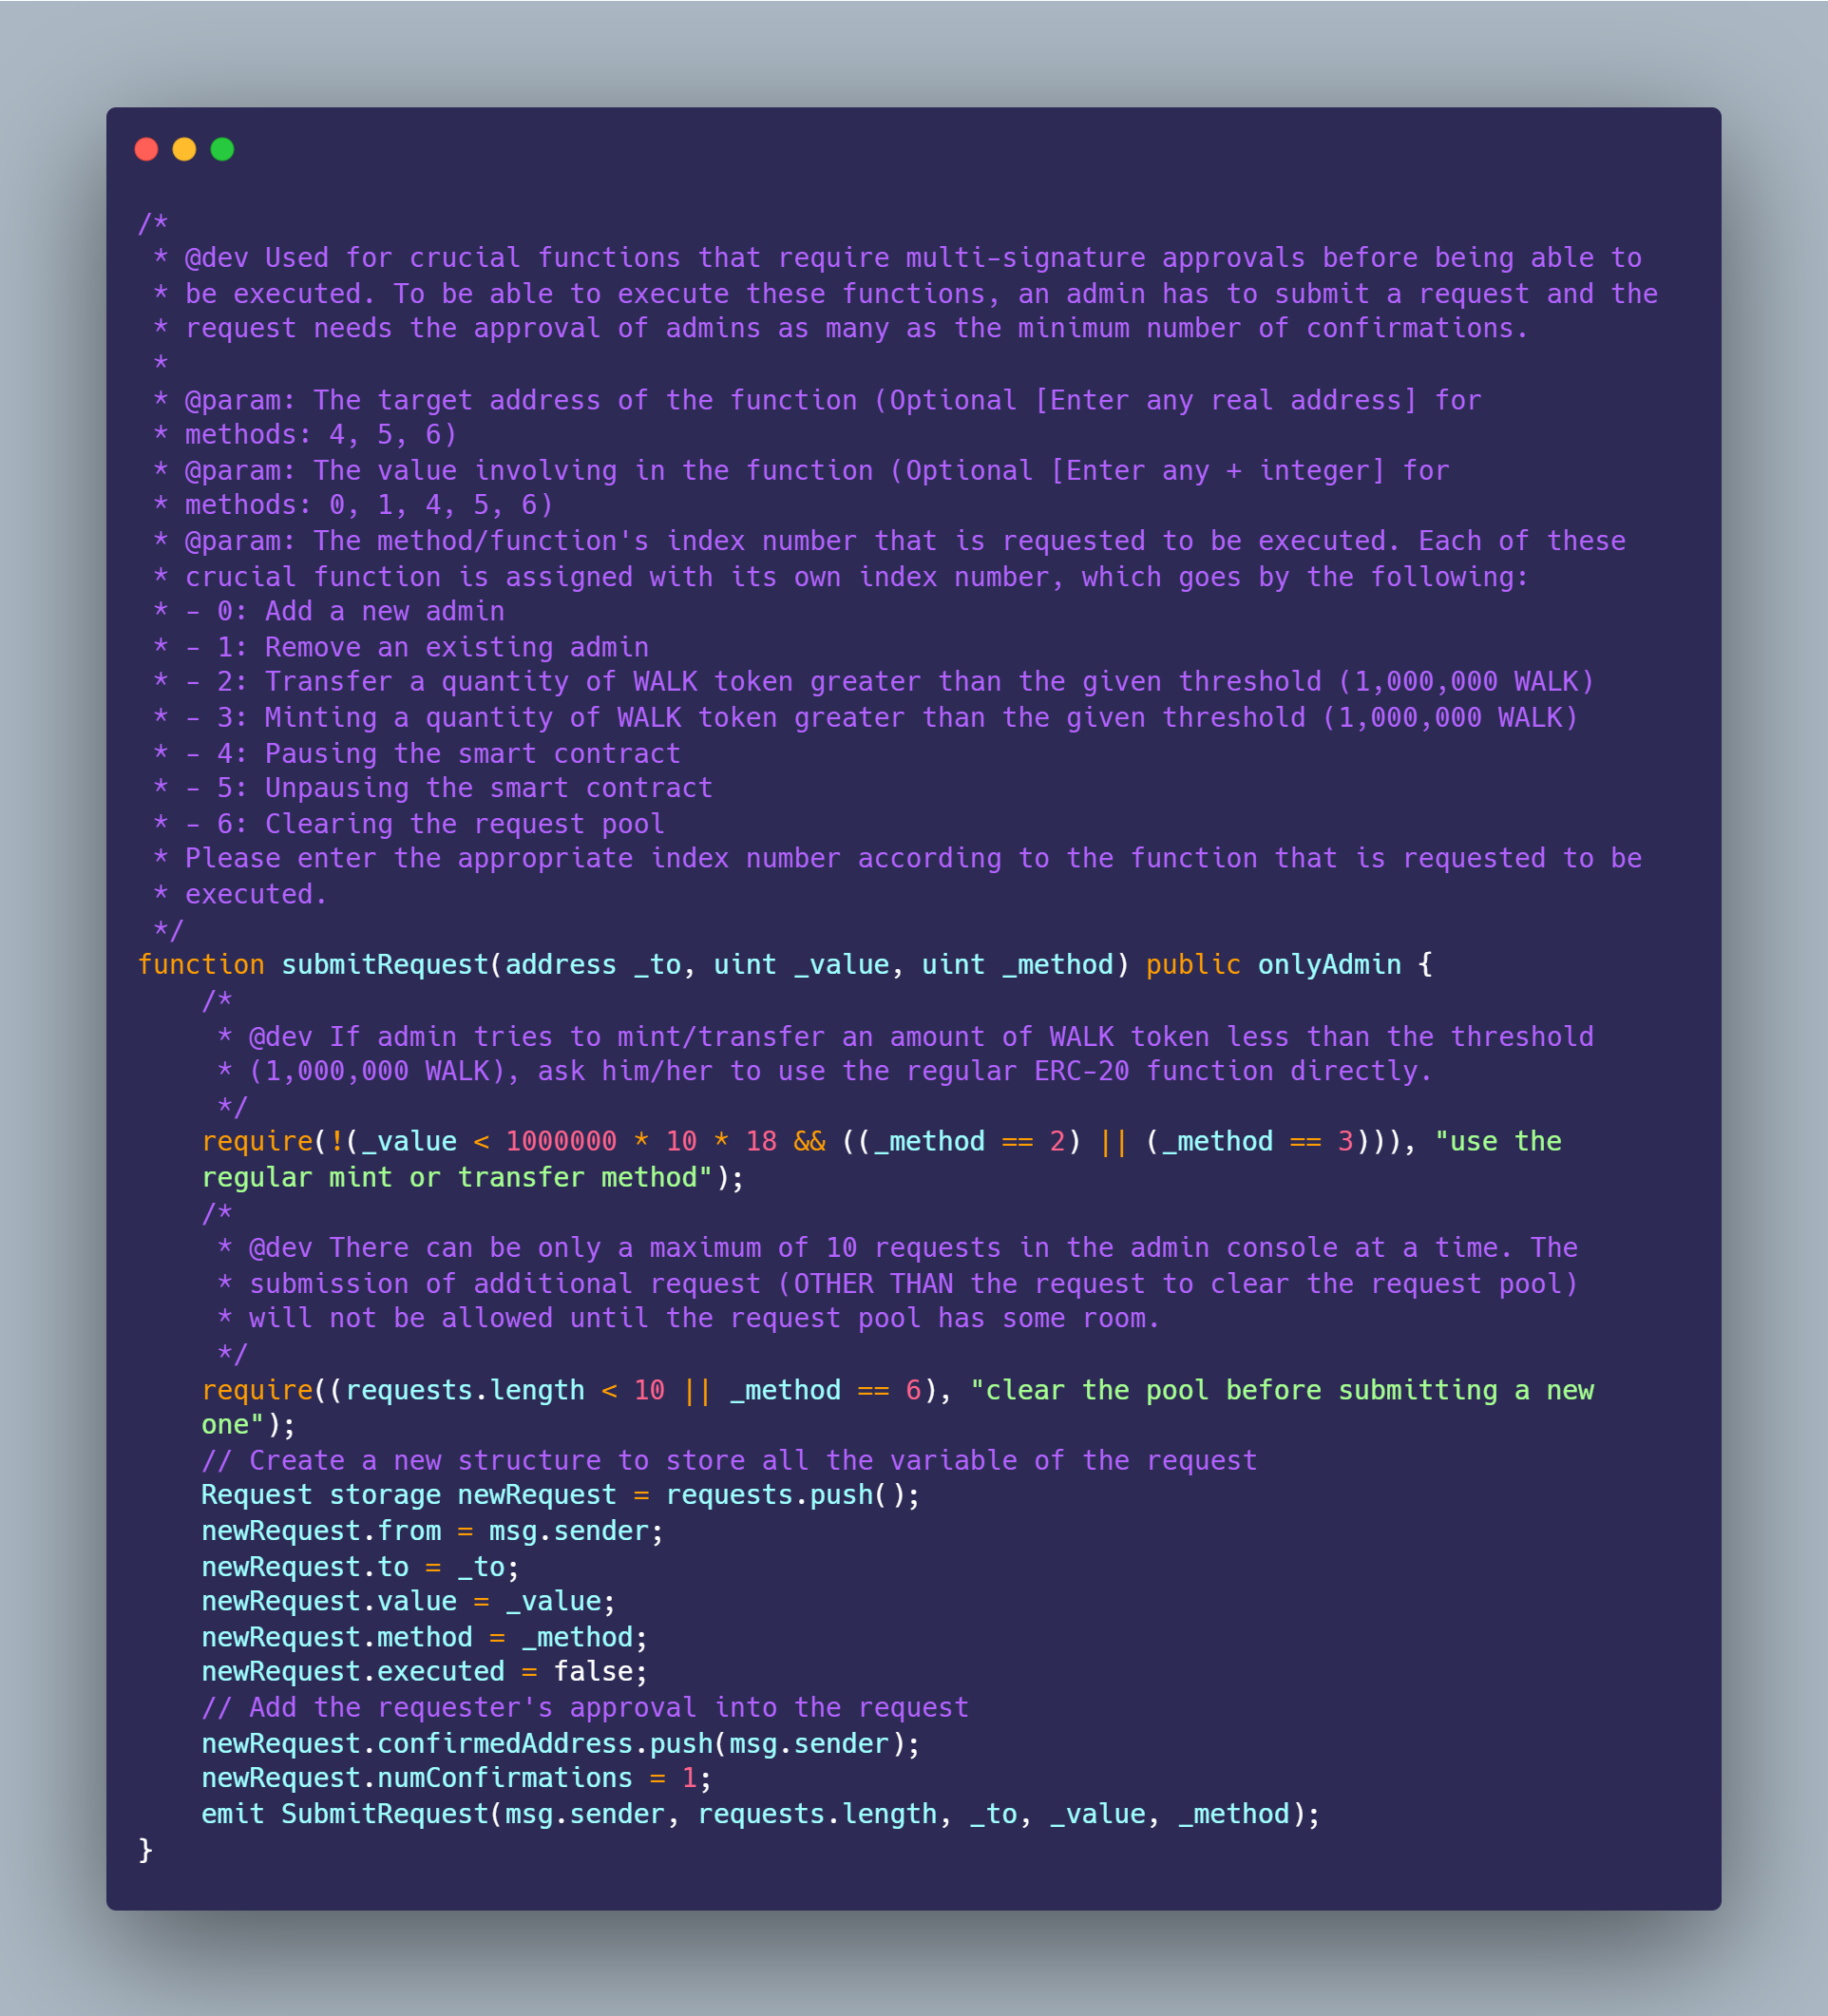 /*
 * @dev Used for crucial functions that require multi-signature approvals before being able to
 * be executed. To be able to execute these functions, an admin has to submit a request and the
 * request needs the approval of admins as many as the minimum number of confirmations.
 *
 * @param: The target address of the function (Optional [Enter any real address] for
 * methods: 4, 5, 6)
 * @param: The value involving in the function (Optional [Enter any + integer] for
 * methods: 0, 1, 4, 5, 6)
 * @param: The method/function's index number that is requested to be executed. Each of these
 * crucial function is assigned with its own index number, which goes by the following:
 * - 0: Add a new admin
 * - 1: Remove an existing admin
 * - 2: Transfer a quantity of WALK token greater than the given threshold (1,000,000 WALK)
 * - 3: Minting a quantity of WALK token greater than the given threshold (1,000,000 WALK)
 * - 4: Pausing the smart contract
 * - 5: Unpausing the smart contract
 * - 6: Clearing the request pool
 * Please enter the appropriate index number according to the function that is requested to be
 * executed.
 */
function submitRequest(address _to, uint _value, uint _method) public onlyAdmin {
    /*
     * @dev If admin tries to mint/transfer an amount of WALK token less than the threshold
     * (1,000,000 WALK), ask him/her to use the regular ERC-20 function directly.
     */
    require(!(_value < 1000000 * 10 * 18 && ((_method == 2) || (_method == 3))), "use the
    regular mint or transfer method");
    /*
     * @dev There can be only a maximum of 10 requests in the admin console at a time. The
     * submission of additional request (OTHER THAN the request to clear the request pool)
     * will not be allowed until the request pool has some room.
     */
    require((requests.length < 10 || _method == 6), "clear the pool before submitting a new
    one");
    // Create a new structure to store all the variable of the request
    Request storage newRequest = requests.push();
    newRequest.from = msg.sender;
    newRequest.to = _to;
    newRequest.value = _value;
    newRequest.method = _method;
    newRequest.executed = false;
    // Add the requester's approval into the request
    newRequest.confirmedAddress.push(msg.sender);
    newRequest.numConfirmations = 1;
    emit SubmitRequest(msg.sender, requests.length, _to, _value, _method);
}